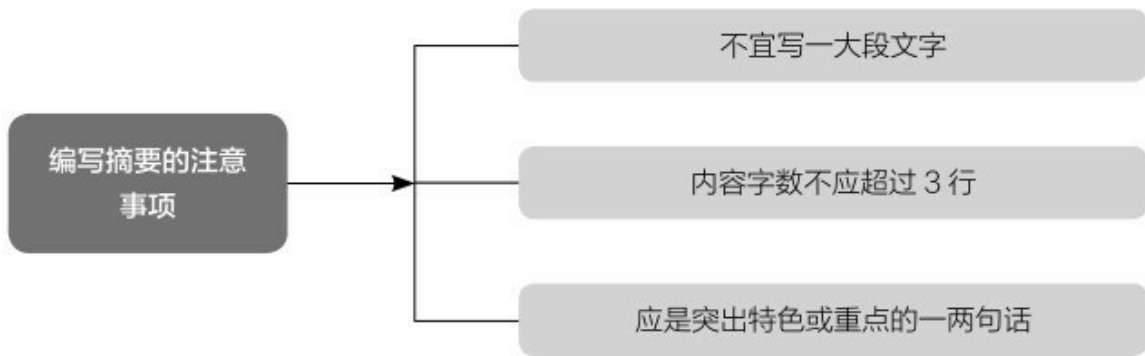 不宜写一大段文字
编写摘要的注意
事项
内容字数不应超过 3 行
应是突出特色或重点的一两句话